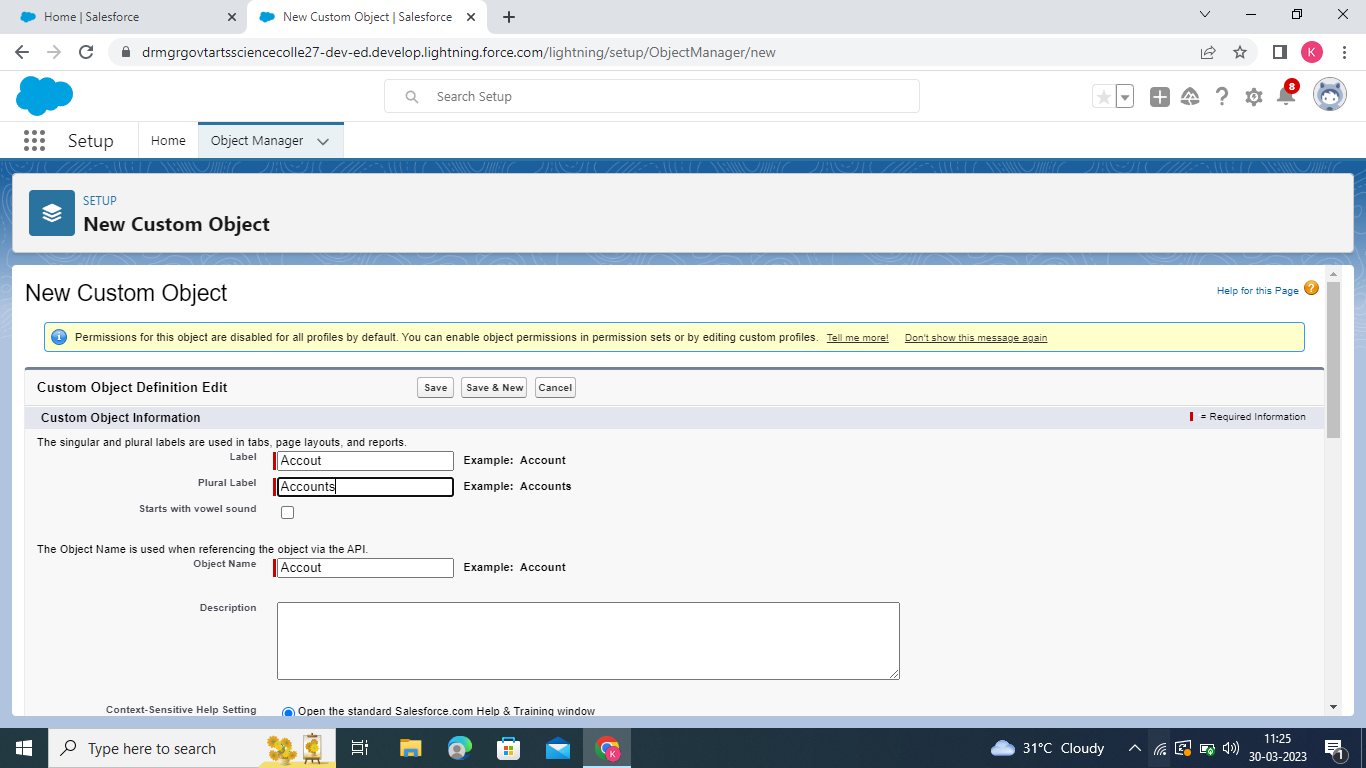 Home | Salesforce
New Custom Object | Salesforce
drmgrgovtartssciencecolle27-dev-ed.develop.lightning.force.com/lightning/setup/ObjectManager/new
K
Search Setup
8
Setup
Home
Object Manager
SETUP
New Custom Object
New Custom Object
Help for this Page ?
i Permissions for this object are disabled for all profiles by default. You can enable object permissions in permission sets or by editing custom profiles. Tell me more! Don't show this message again
Custom Object Definition Edit Save Save & New Cancel
Custom Object Information = Required Information
The singular and plural labels are used in tabs, page layouts, and reports.
Label Accout Example: Account
Plural Label Accounts Example: Accounts
Starts with vowel sound
The Object Name is used when referencing the object via the API.
Object Name Accout Example: Account
Description
Context-Sensitive Help Setting Open the standard Salesforce.com Help & Training window
Type here to search
K
31°C Cloudy
11:25
30-03-2023
1